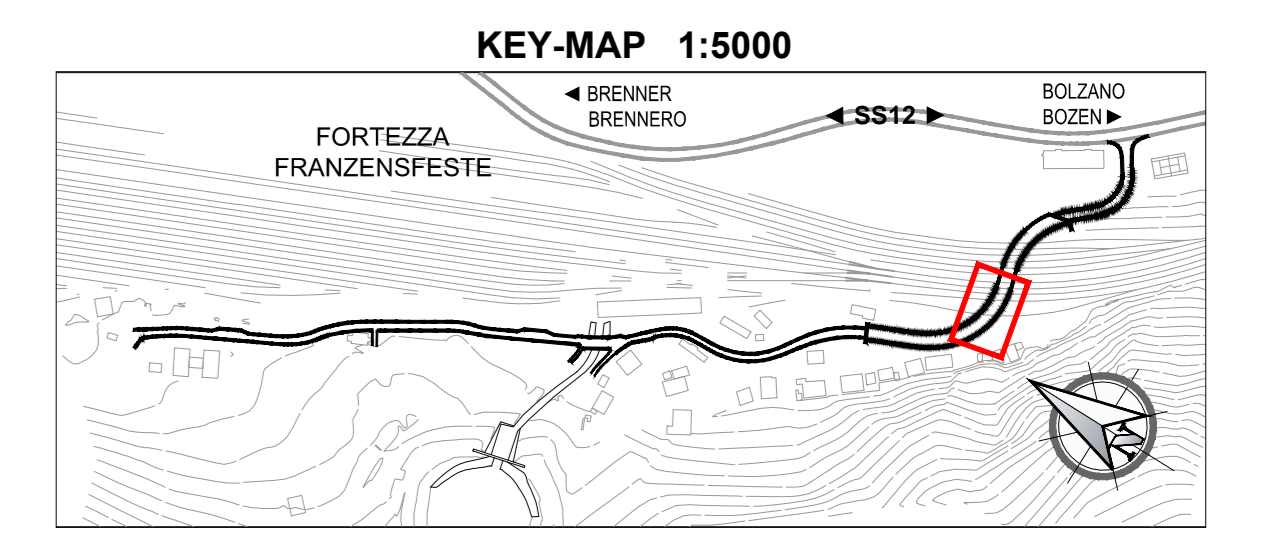 KEY-MAP 1:5000
◄ BRENNER
BRENNERO
BOLZANO
BOZEN ►
◄ SS12 ►
FORTEZZA
FRANZENSFESTE